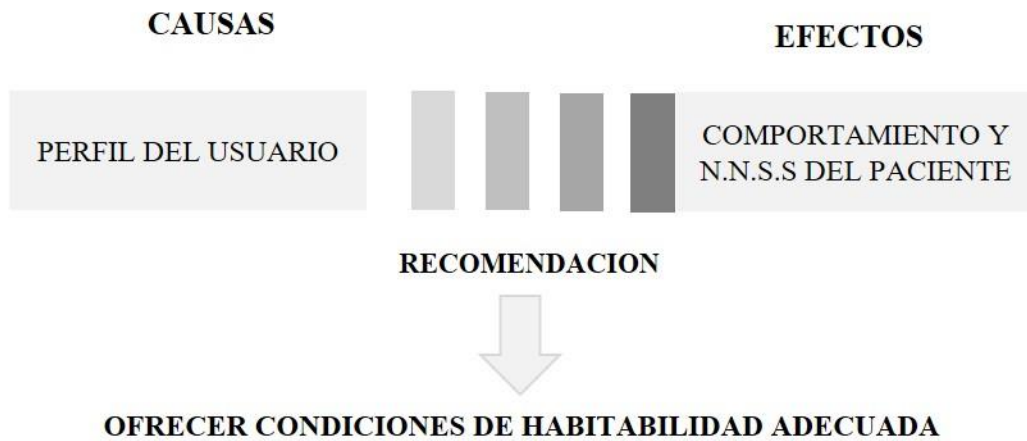 CAUSAS
EFECTOS
PERFIL DEL USUARIO
COMPORTAMIENTO Y
N.N.S.S DEL PACIENTE
RECOMENDACION
OFRECER CONDICIONES DE HABITABILIDAD ADECUADA